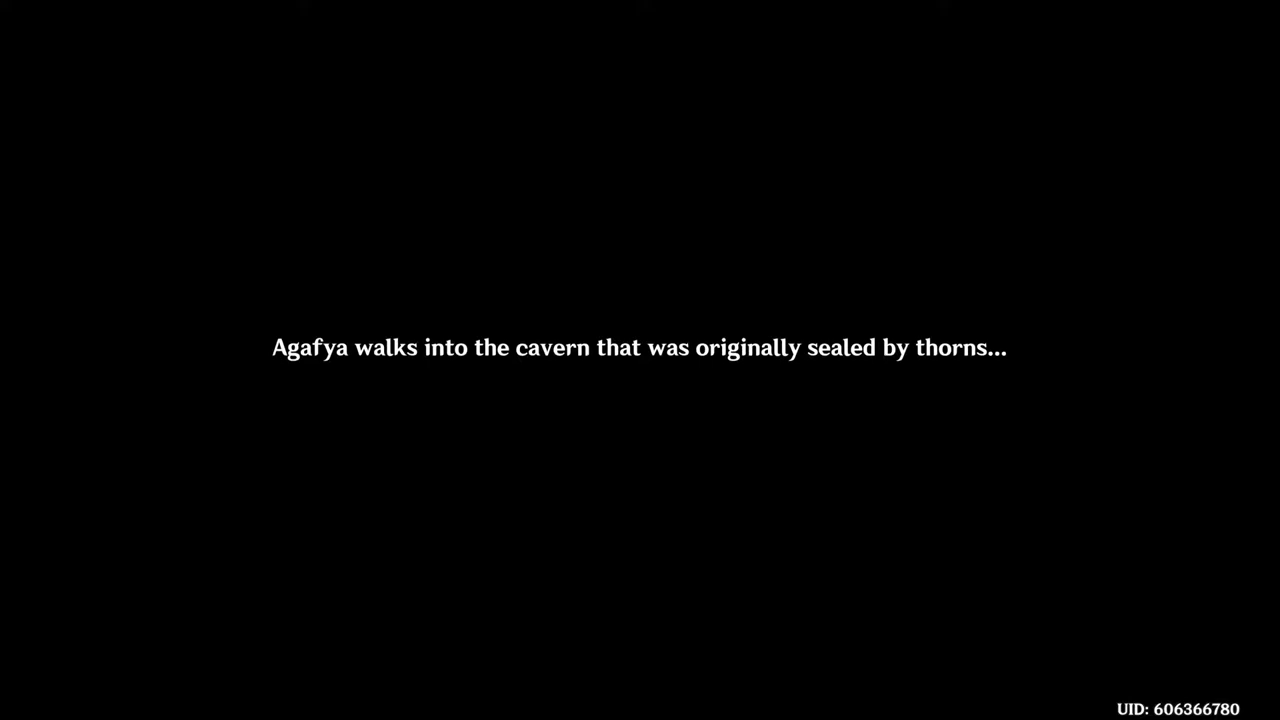 Agafya walks into the cavern that was originally sealed by thorns...
UID: 606366780